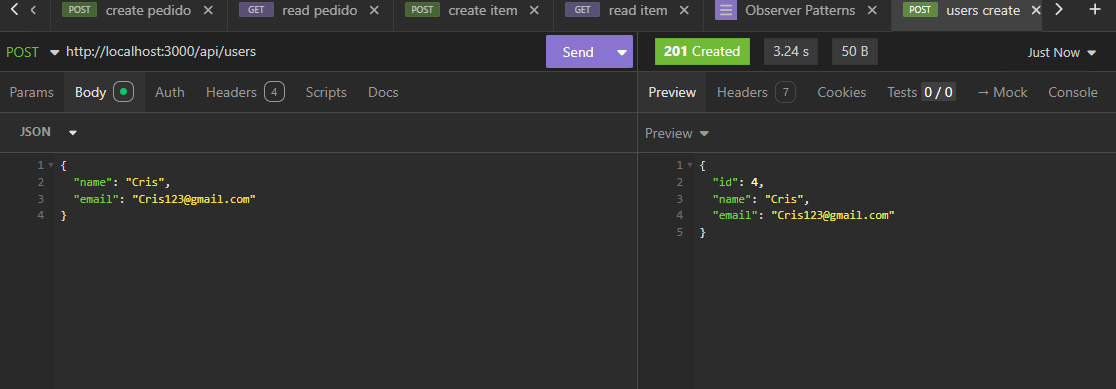 POST create pedido × GET read pedido × POST create item × GET read item × Observer Patterns × POST users create × +
POST http://localhost:3000/api/users Send 201 Created 3.24 s 50 B Just Now
Params Body Auth Headers 4 Scripts Docs Preview Headers 7 Cookies Tests 0 / 0 → Mock Console
JSON Preview
1 { 1 {
2 "name": "Cris", 2 "id": 4,
3 "email": "Cris123@gmail.com" 3 "name": "Cris",
4 } 4 "email": "Cris123@gmail.com"
5 }